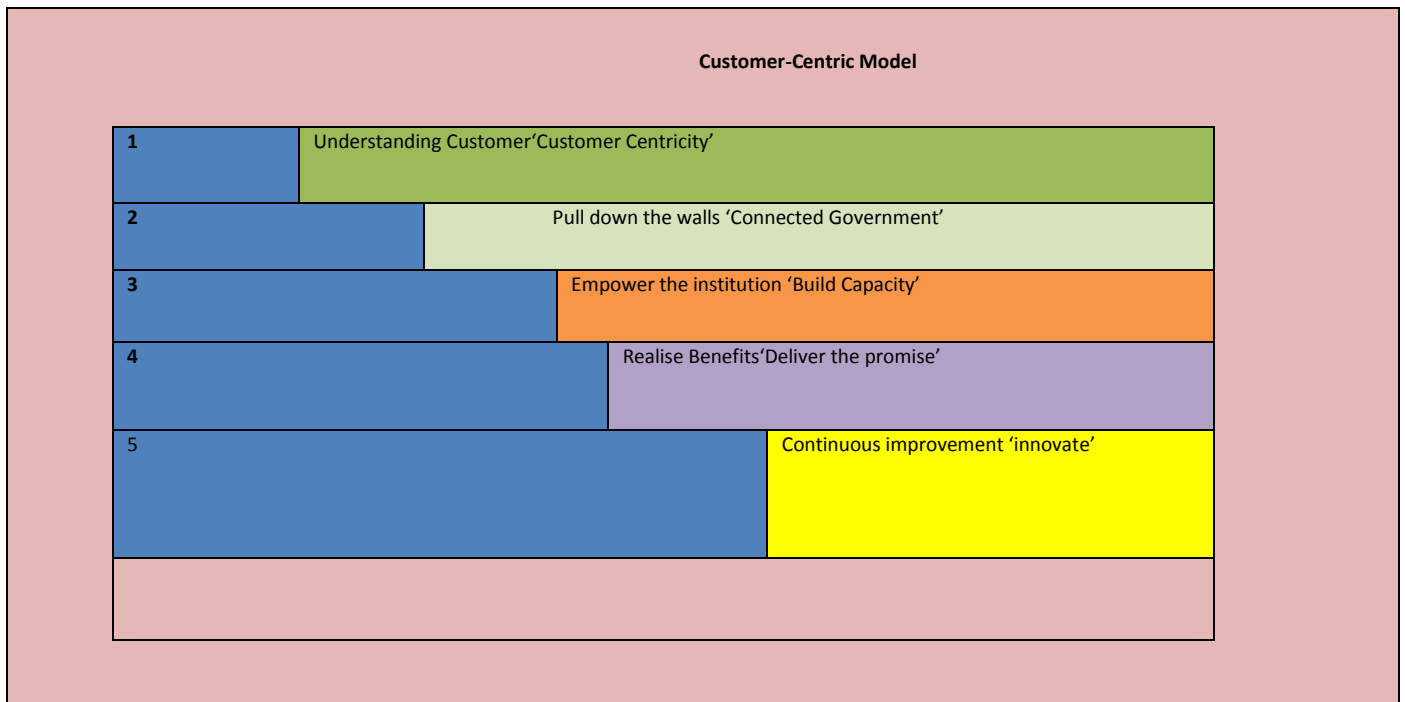 Customer-Centric Model
1 Understanding Customer‘Customer Centricity’
2 Pull down the walls ‘Connected Government’
3 Empower the institution ‘Build Capacity’
4 Realise Benefits‘Deliver the promise’
5 Continuous improvement ‘innovate’